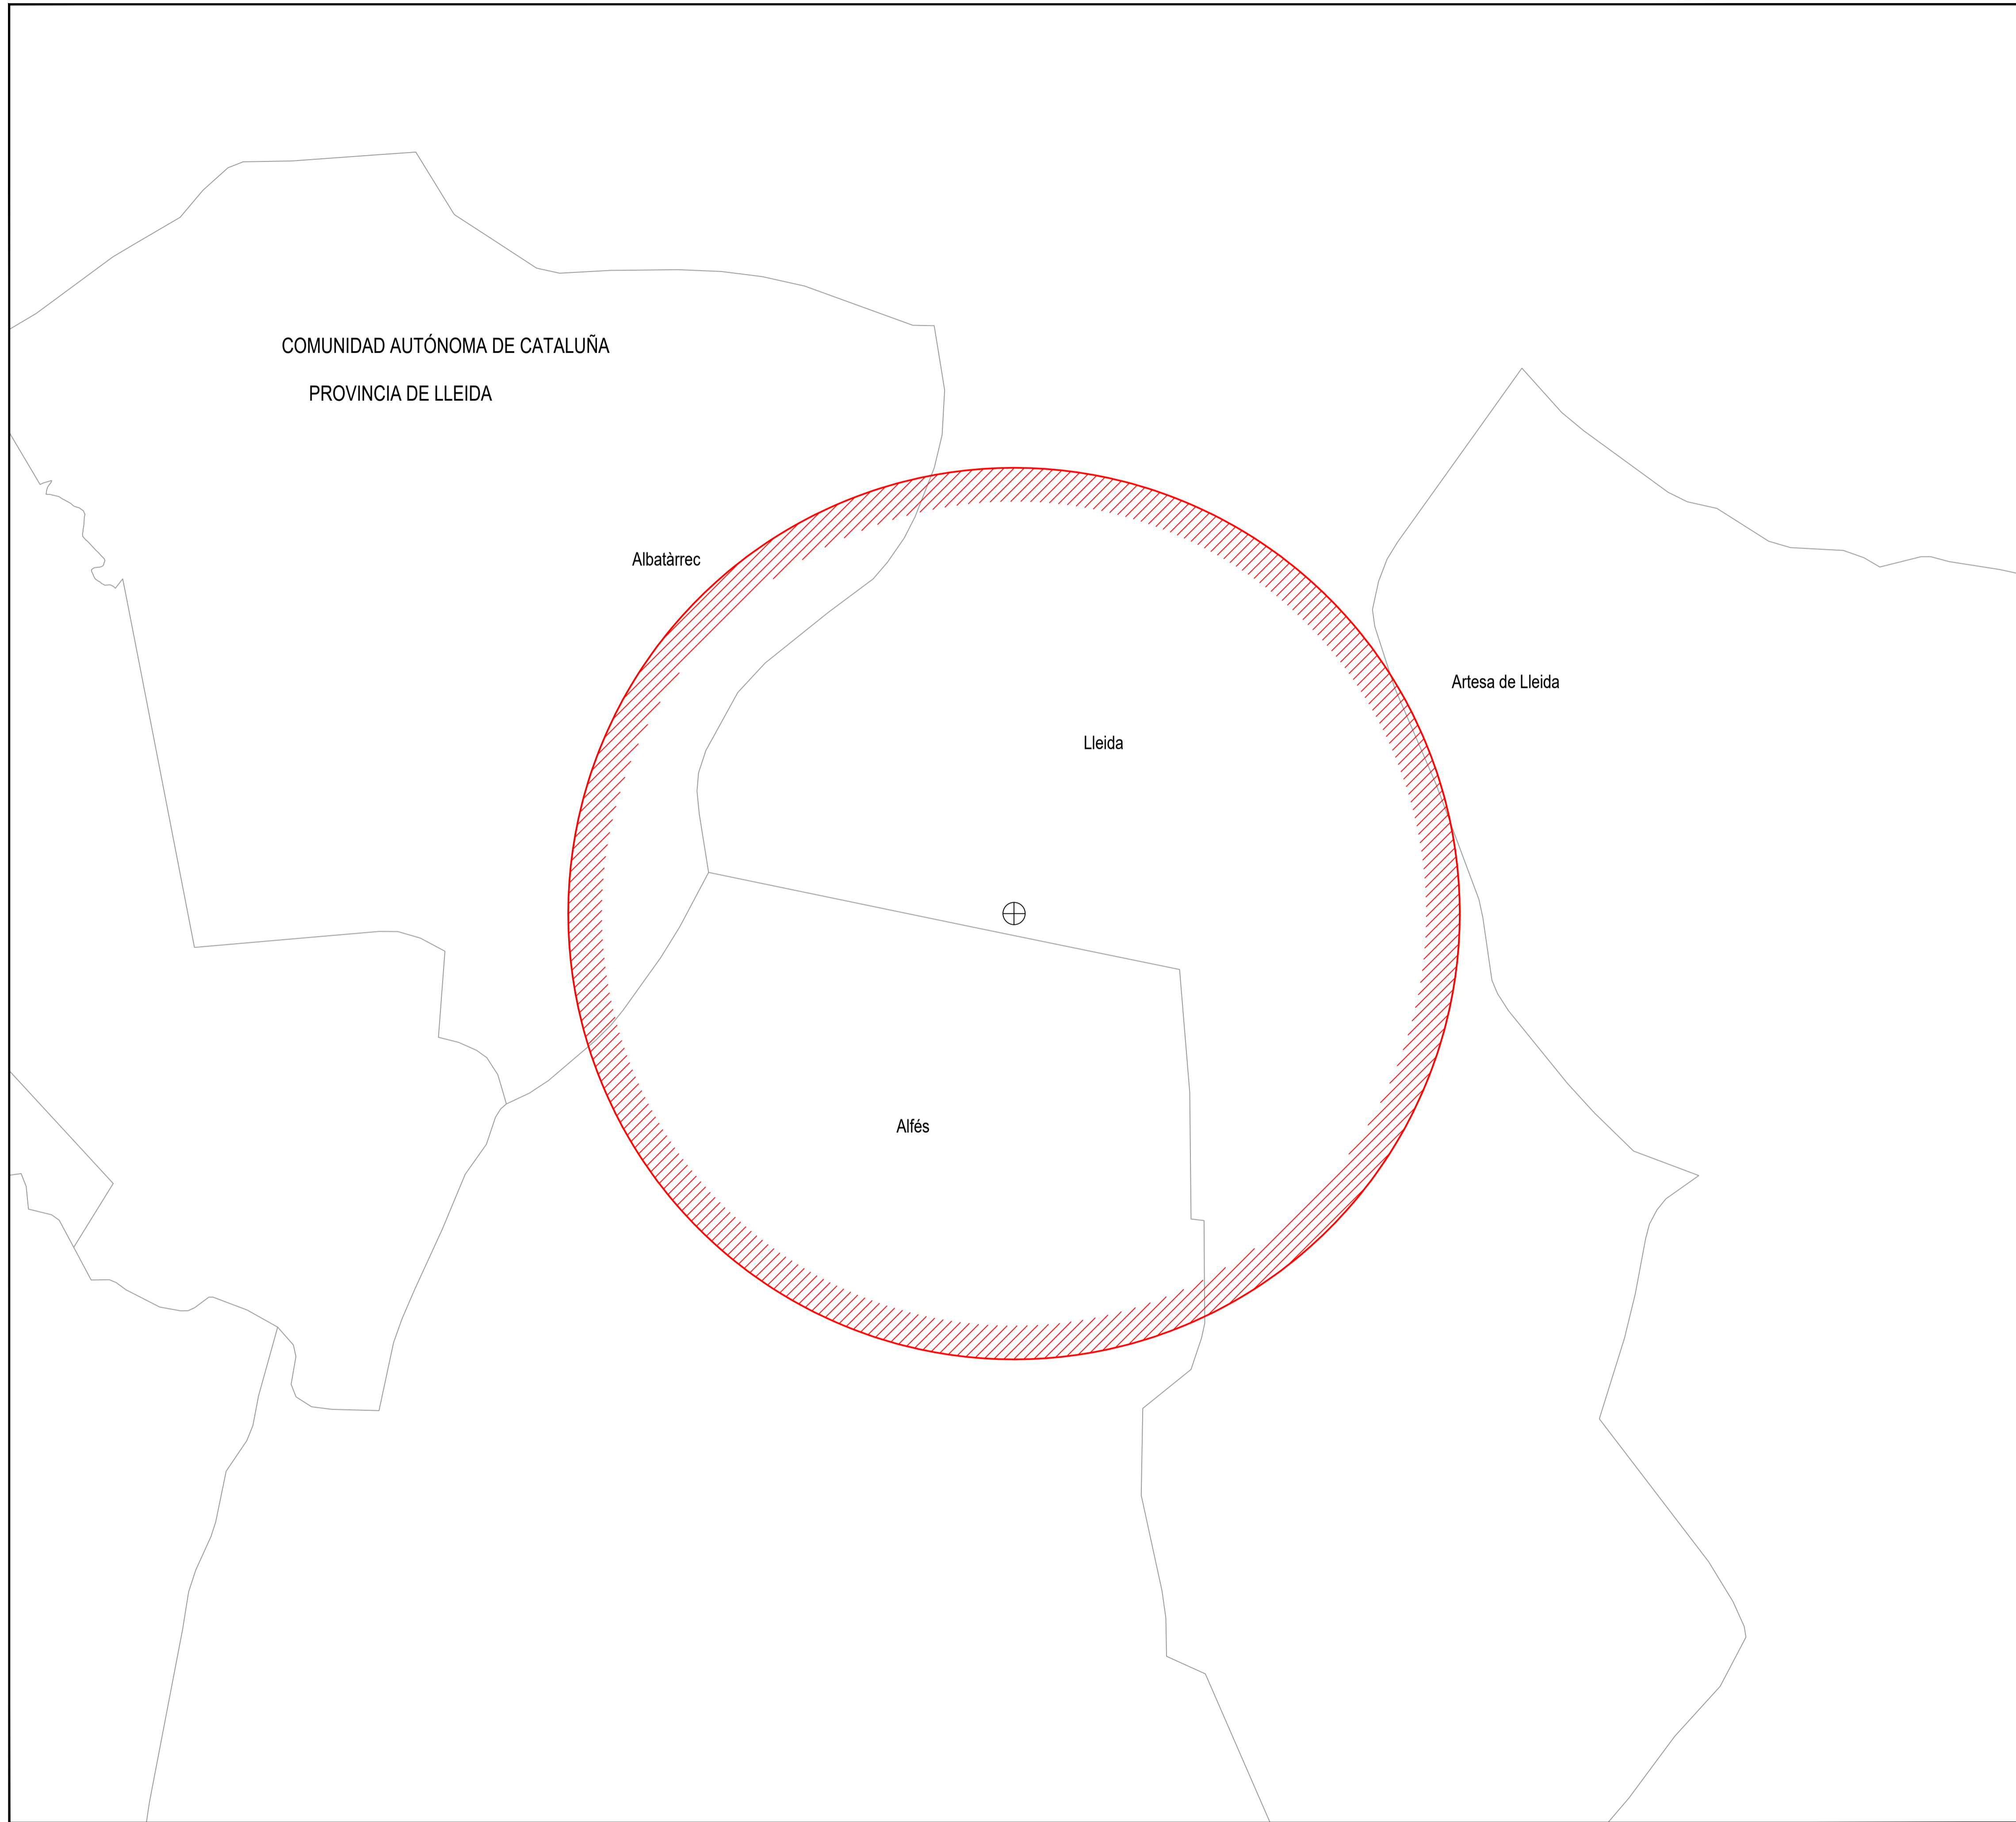 COMUNIDAD AUTÓNOMA DE CATALUÑA
PROVINCIA DE LLEIDA
Albatàrrec
Artesa de Lleida
Lleida
Alfés